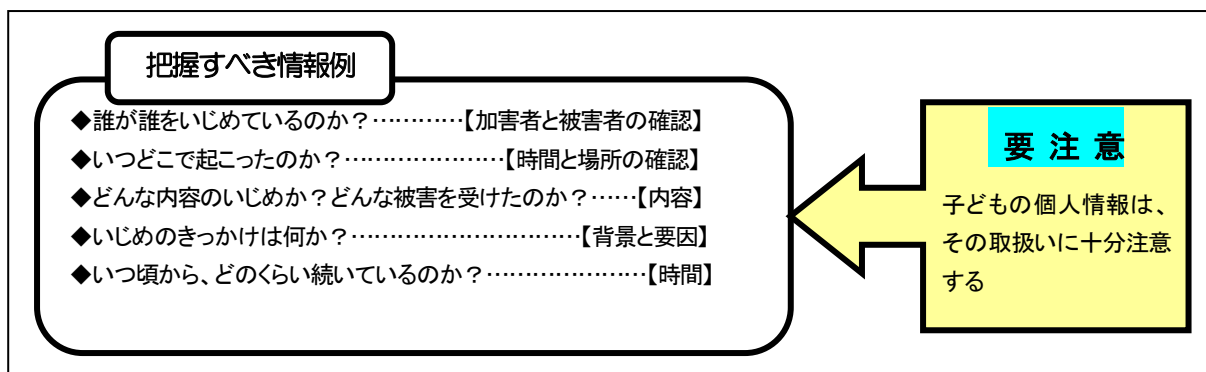 把握すべき情報例
◆誰が誰をいじめているのか？…………【加害者と被害者の確認】
◆いつどこで起こったのか？…………………【時間と場所の確認】
◆どんな内容のいじめか？どんな被害を受けたのか？……【内容】
◆いじめのきっかけは何か？…………………………【背景と要因】
◆いつ頃から、どのくらい続いているのか？…………………【時間】
要 注 意
子どもの個人情報は、
その取扱いに十分注意
する